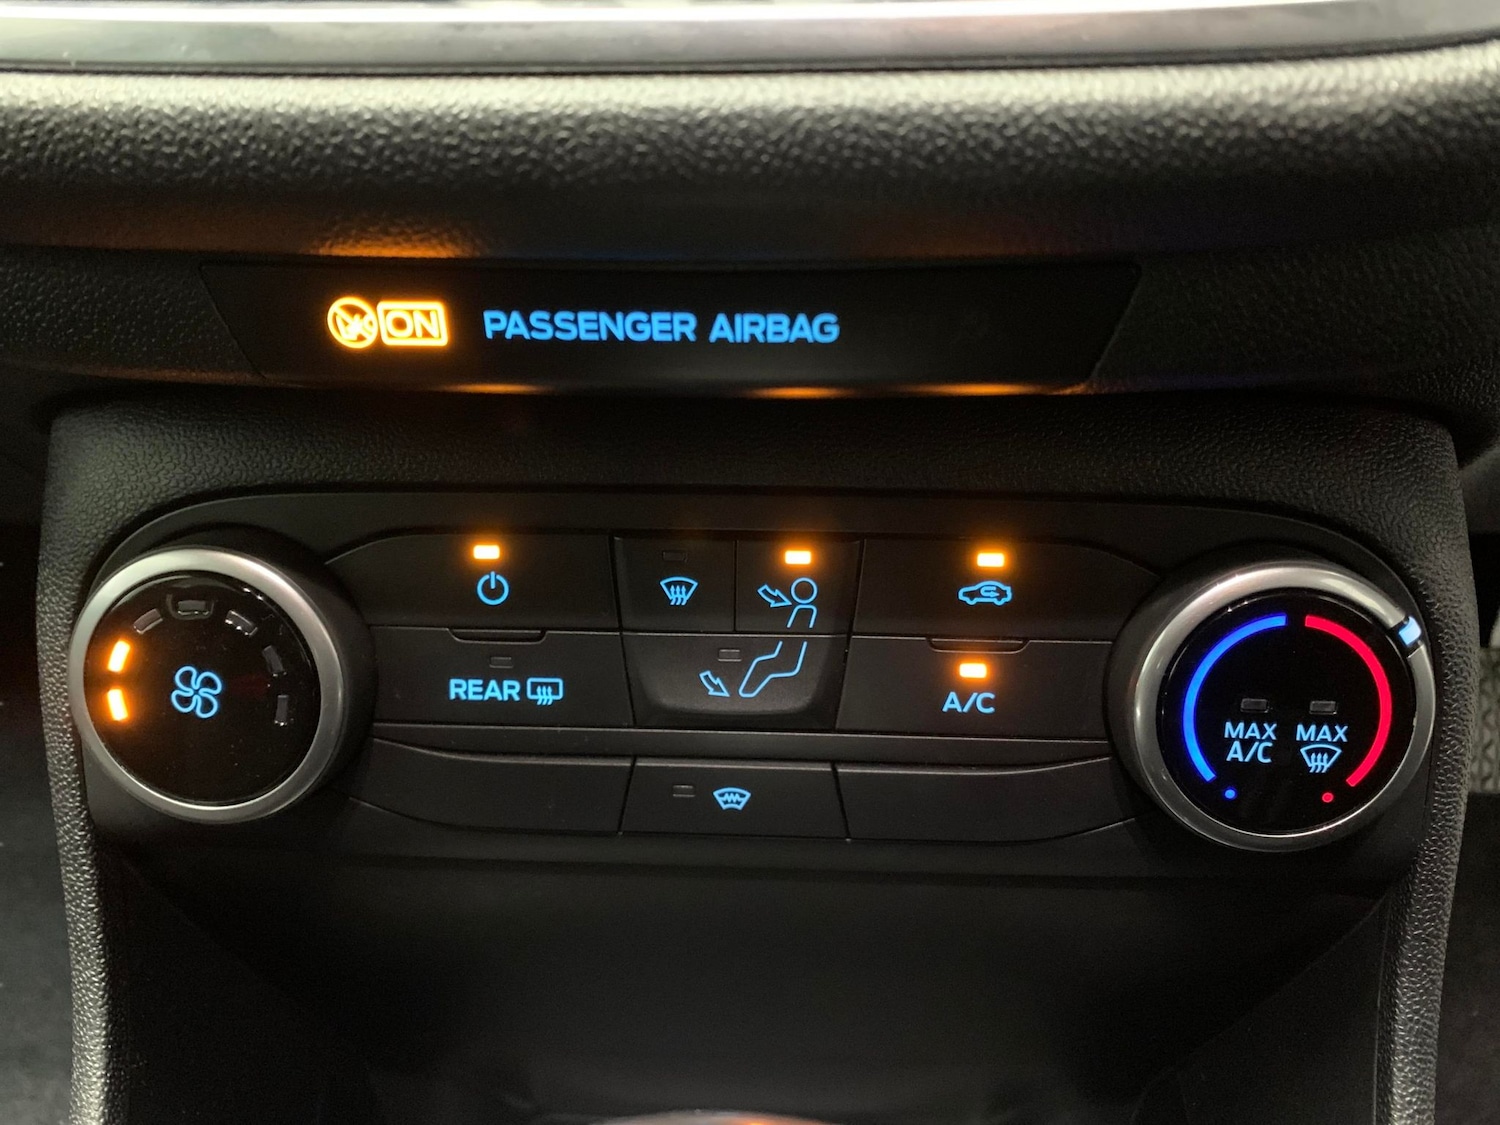 ON PASSENGER AIRBAG
REAR
A/C
MAX A/C
MAX